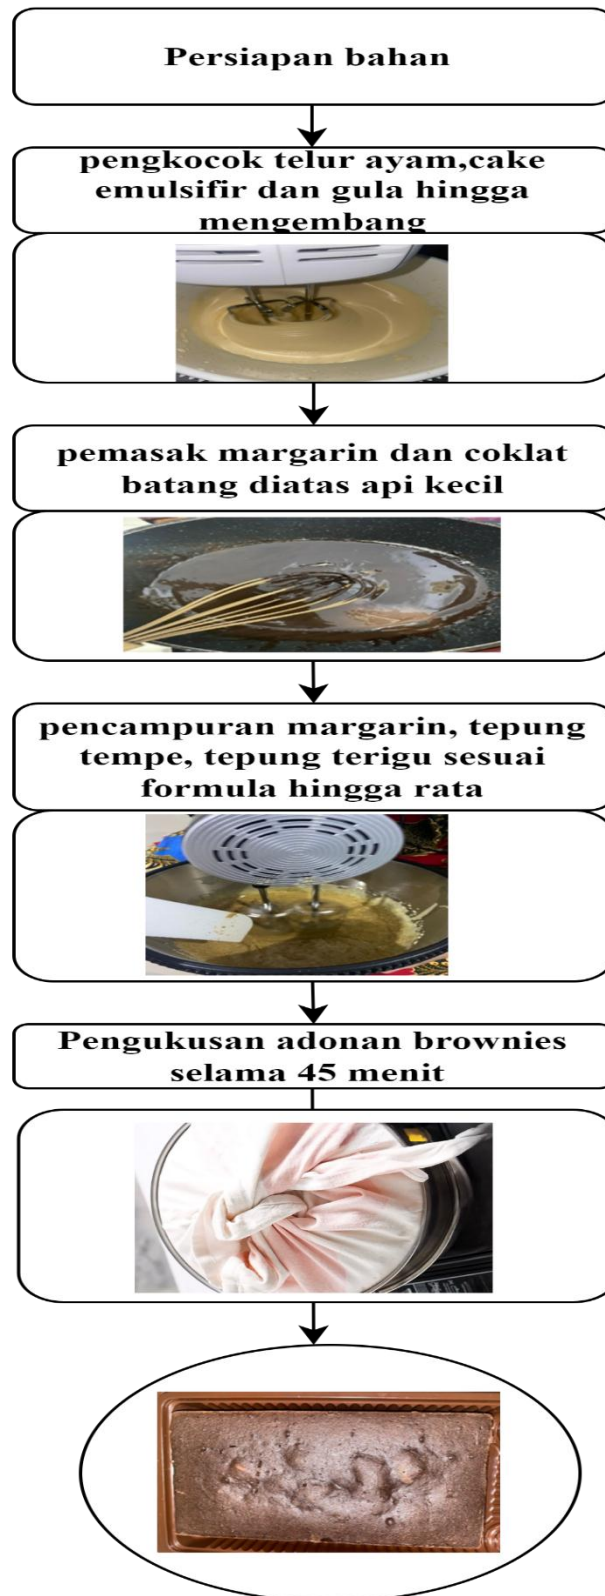 Persiapan bahan
pengkocok telur ayam,cake
emulsifir dan gula hingga
mengembang
pemasak margarin dan coklat
batang diatas api kecil
pencampuran margarin, tepung
tempe, tepung terigu sesuai
formula hingga rata
Pengukusan adonan brownies
selama 45 menit